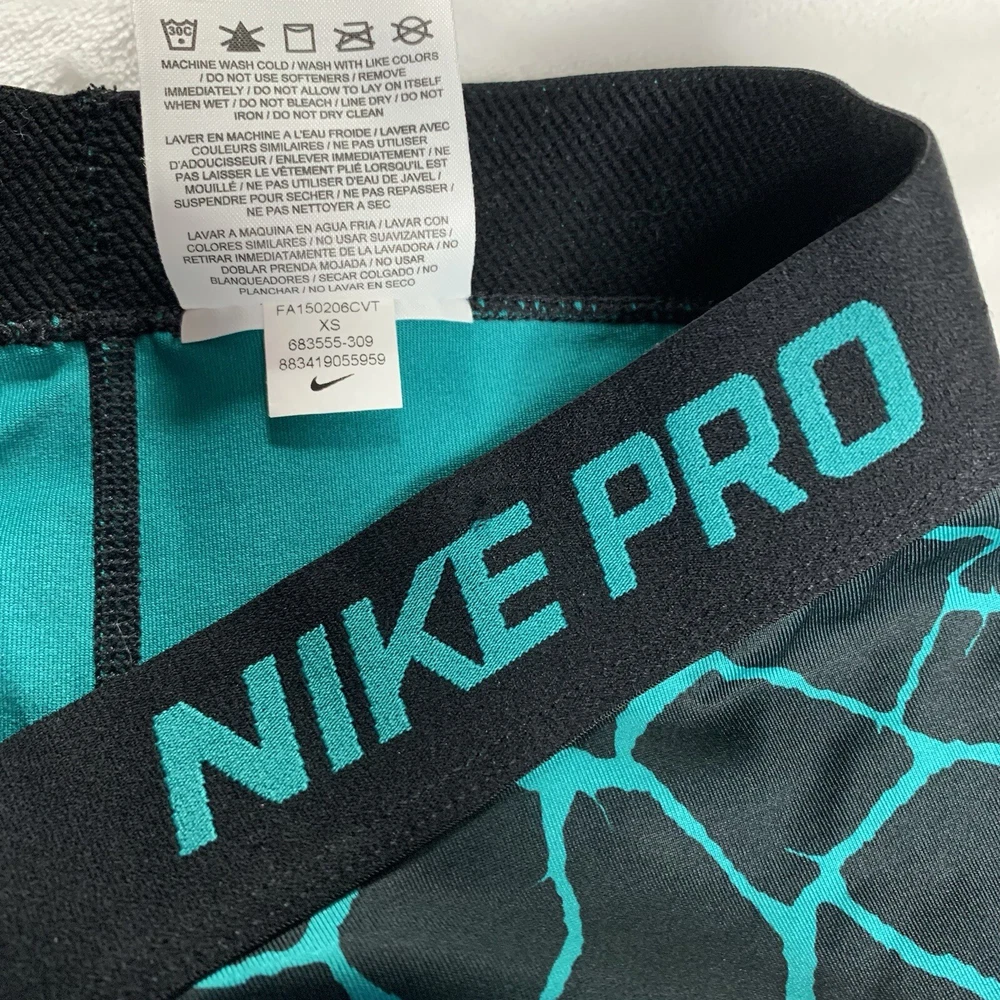 30C
MACHINE WASH COLD / WASH WITH LIKE COLORS
/ DO NOT USE SOFTENERS / REMOVE
IMMEDIATELY / DO NOT ALLOW TO LAY ON ITSELF
WHEN WET / DO NOT BLEACH / LINE DRY / DO NOT
IRON / DO NOT DRY CLEAN
LAVER EN MACHINE A L'EAU FROIDE / LAVER AVEC
COULEURS SIMILAIRES / NE PAS UTILISER
D'ADOUCISSEUR / ENLEVER IMMEDIATEMENT / NE
PAS LAISSER LE VÊTEMENT PLIÉ LORSQU'IL EST
MOUILLÉ / NE PAS UTILISER D'EAU DE JAVEL /
SUSPENDRE POUR SECHER / NE PAS REPASSER /
NE PAS NETTOYER A SEC
LAVAR A MAQUINA EN AGUA FRIA / LAVAR CON
COLORES SIMILARES / NO USAR SUAVIZANTES /
RETIRAR IMMEDIATAMENTE DE LA LAVADORA / NO
DOBLAR PRENDA MOJADA / NO USAR
BLANQUEADORES / SECAR COLGADO / NO
PLANCHAR / NO LAVAR EN SECO
FA150206CVT
XS
683555-309
883419055959
NIKE PRO